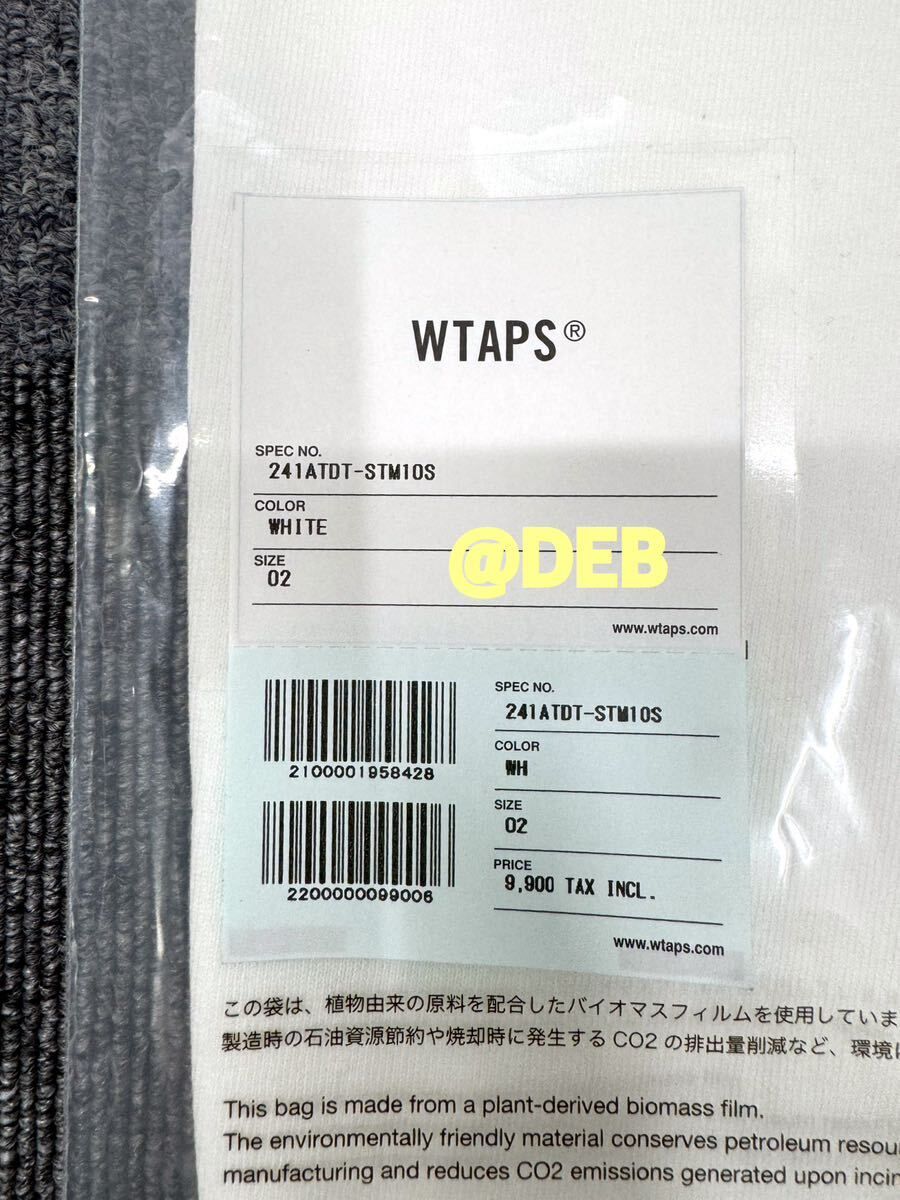 WTAPS®
SPEC NO.
241ATDT-STM10S
COLOR
WHITE
SIZE
02
@DEB
www.wtaps.com
2100001958428
2200000099006
SPEC NO.
241ATDT-STM10S
COLOR
WH
SIZE
02
PRICE
9,900 TAX INCL.
www.wtaps.com
この袋は、植物由来の原料を配合したバイオマスフィルムを使用していま
製造時の石油資源節約や焼却時に発生するCO2の排出量削減など、環境に
This bag is made from a plant-derived biomass film.
The environmentally friendly material conserves petroleum resou
manufacturing and reduces CO2 emissions generated upon incin